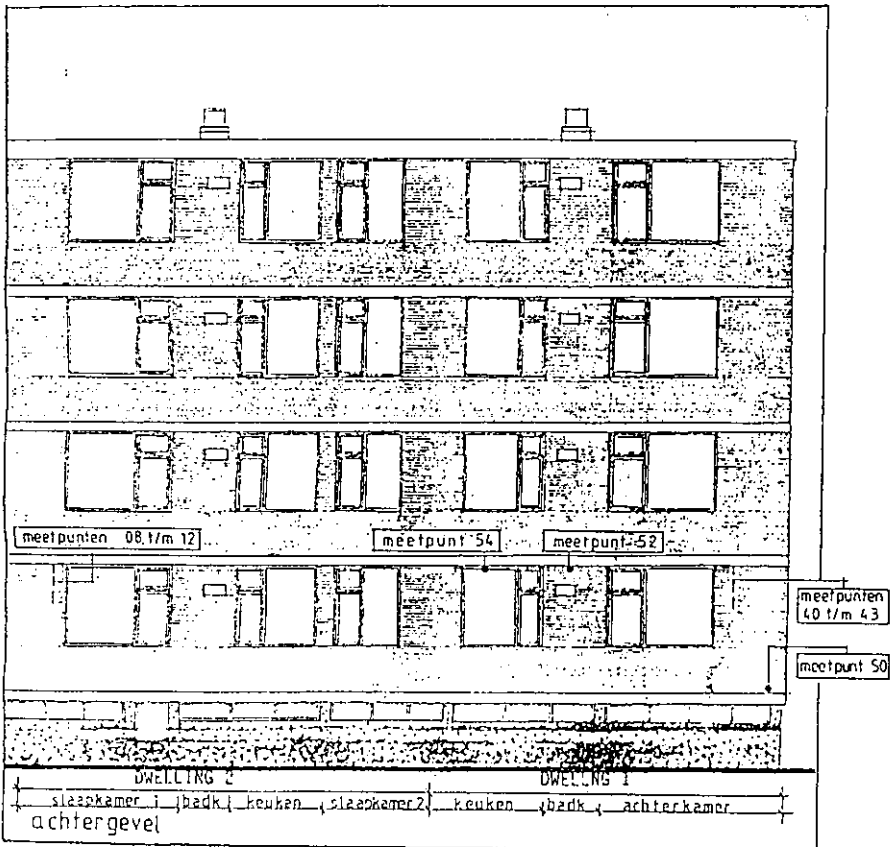 meetpunten 08 t/m 12
meetpunt 54
meetpunt 52
meetpunten
40 t/m 43
meetpunt 50
DWELLING 2
DWELLNG 1
slaapkamer 1 badk keuken slaapkamer 2 keuken badk achterkamer
achtergevel